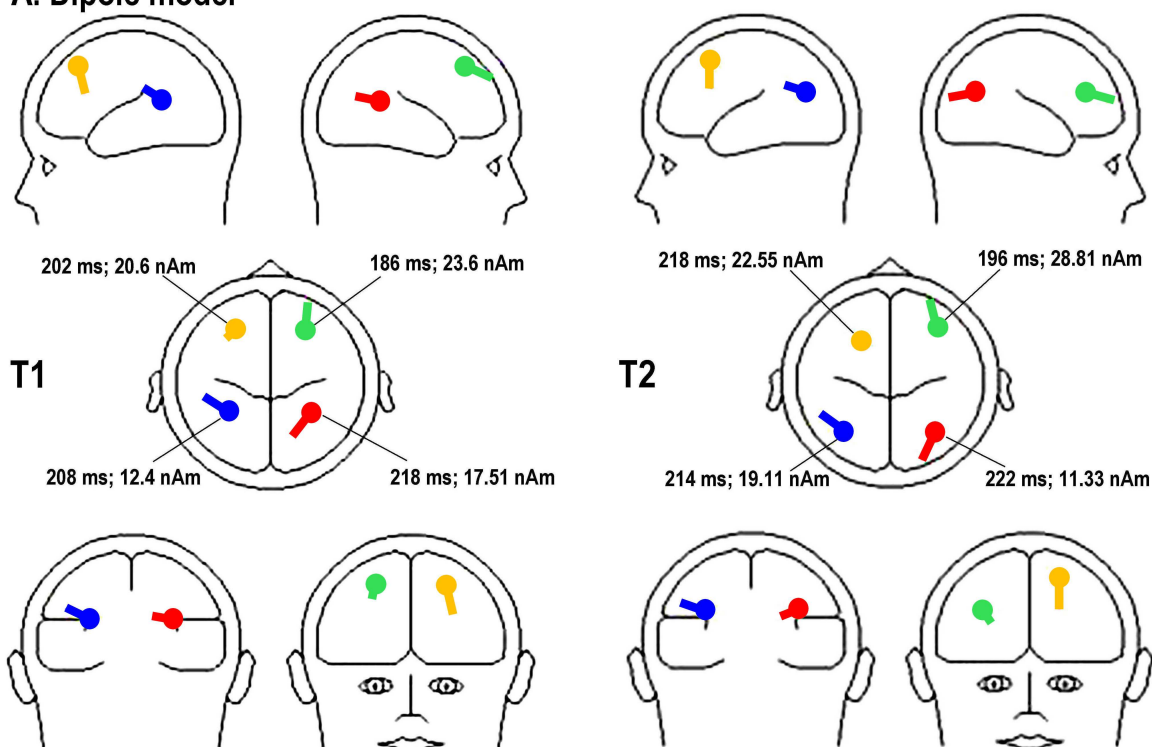 A. Dipole model
202 ms; 20.6 nAm
186 ms; 23.6 nAm
218 ms; 22.55 nAm
196 ms; 28.81 nAm
T1
T2
208 ms; 12.4 nAm
218 ms; 17.51 nAm
214 ms; 19.11 nAm
222 ms; 11.33 nAm